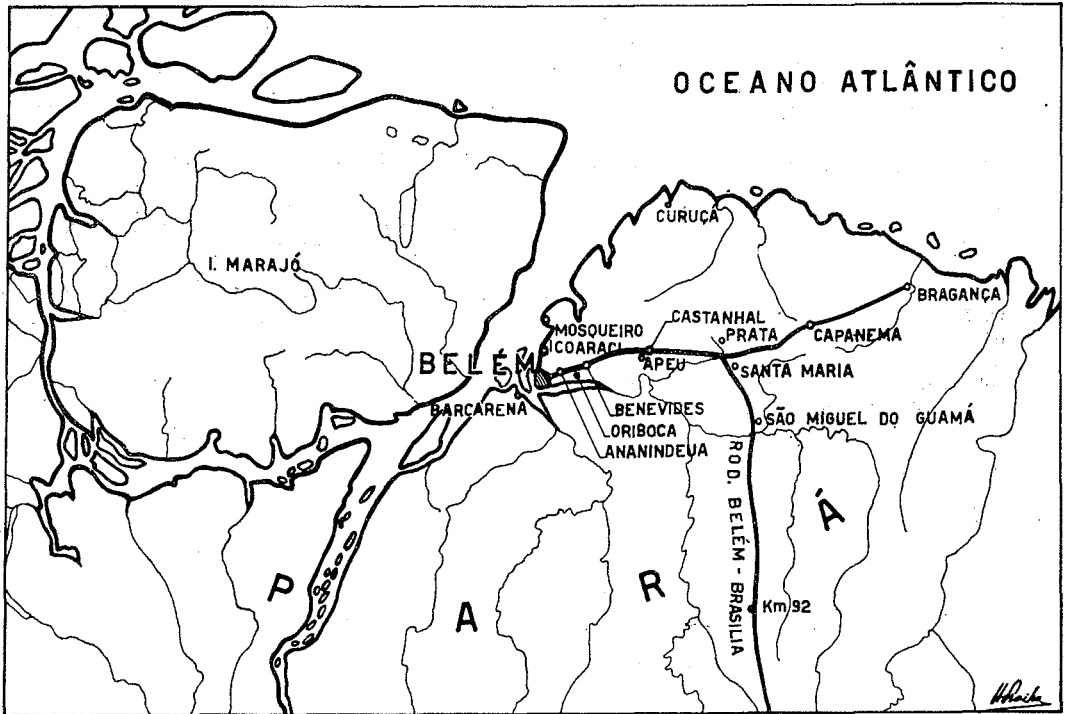 OCEANO ATLÂNTICO
CURUÇÁ
I. MARAJÓ
BRAGANÇA
CASTANHAL
MOSQUEIRO
PRATA
CAPANEMA
ICOARACI
BELÉM
APEU
SANTA MARIA
BARCARENA
BENEVIDES
SÃO MIGUEL DO GUAMÁ
ORIBOCA
ANANINDEUA
ROD. BELÉM - BRASILIA
P A R Á
Km 92